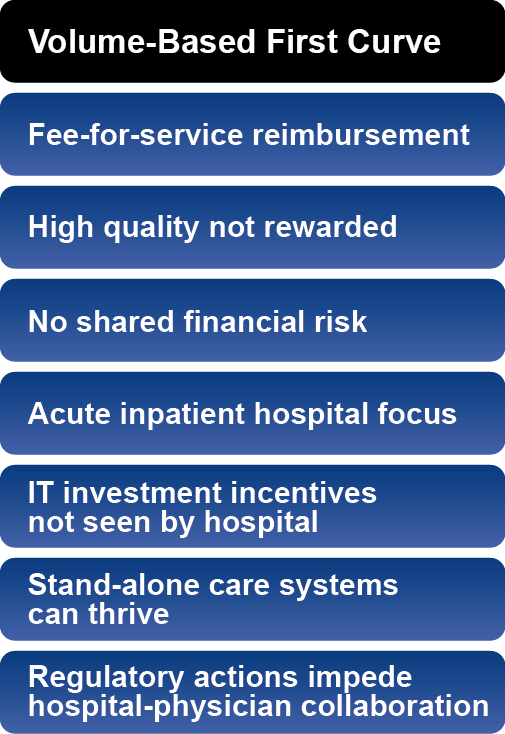 Volume-Based First Curve
Fee-for-service reimbursement
High quality not rewarded
No shared financial risk
Acute inpatient hospital focus
IT investment incentives
not seen by hospital
Stand-alone care systems
can thrive
Regulatory actions impede
hospital-physician collaboration